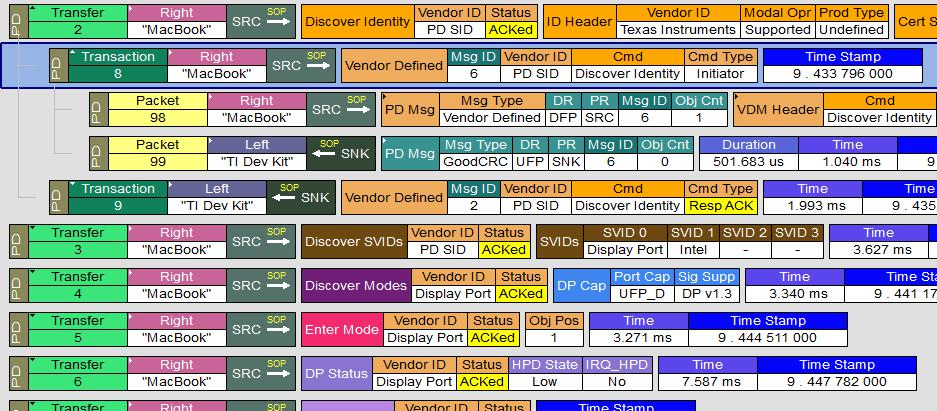 PD Transfer Right SRC SOP Discover Identity Vendor ID Status ID Header Vendor ID Modal Opr Prod Type Cert S
2 "MacBook" PD SID ACKed Texas Instruments Supported Undefined
PD Transaction Right SRC SOP Vendor Defined Msg ID Vendor ID Cmd Cmd Type Time Stamp
8 "MacBook" 6 PD SID Discover Identity Initiator 9 . 433 796 000
PD Packet Right SRC SOP PD Msg Msg Type DR PR Msg ID Obj Cnt VDM Header Cmd
98 "MacBook" Vendor Defined DFP SRC 6 1 Discover Identity
PD Packet Left SOP SNK PD Msg Msg Type DR PR Msg ID Obj Cnt Duration Time
99 "TI Dev Kit" GoodCRC UFP SNK 6 0 501.683 us 1.040 ms 9
PD Transaction Left SOP SNK Vendor Defined Msg ID Vendor ID Cmd Cmd Type Time Time
9 "TI Dev Kit" 2 PD SID Discover Identity Resp ACK 1.993 ms 9 . 435
PD Transfer Right SRC SOP Discover SVIDs Vendor ID Status SVIDs SVID 0 SVID 1 SVID 2 SVID 3 Time
3 "MacBook" PD SID ACKed Display Port Intel - - 3.627 ms
PD Transfer Right SRC SOP Discover Modes Vendor ID Status DP Cap Port Cap Sig Supp Time Time Sta
4 "MacBook" Display Port ACKed UFP_D DP v1.3 3.340 ms 9 . 441 17
PD Transfer Right SRC SOP Enter Mode Vendor ID Status Obj Pos Time Time Stamp
5 "MacBook" Display Port ACKed 1 3.271 ms 9 . 444 511 000
PD Transfer Right SRC SOP DP Status Vendor ID Status HPD State IRQ_HPD Time Time Stamp
6 "MacBook" Display Port ACKed Low No 7.587 ms 9 . 447 782 000
Transfer Right SOP Vendor ID Status Time Stamp